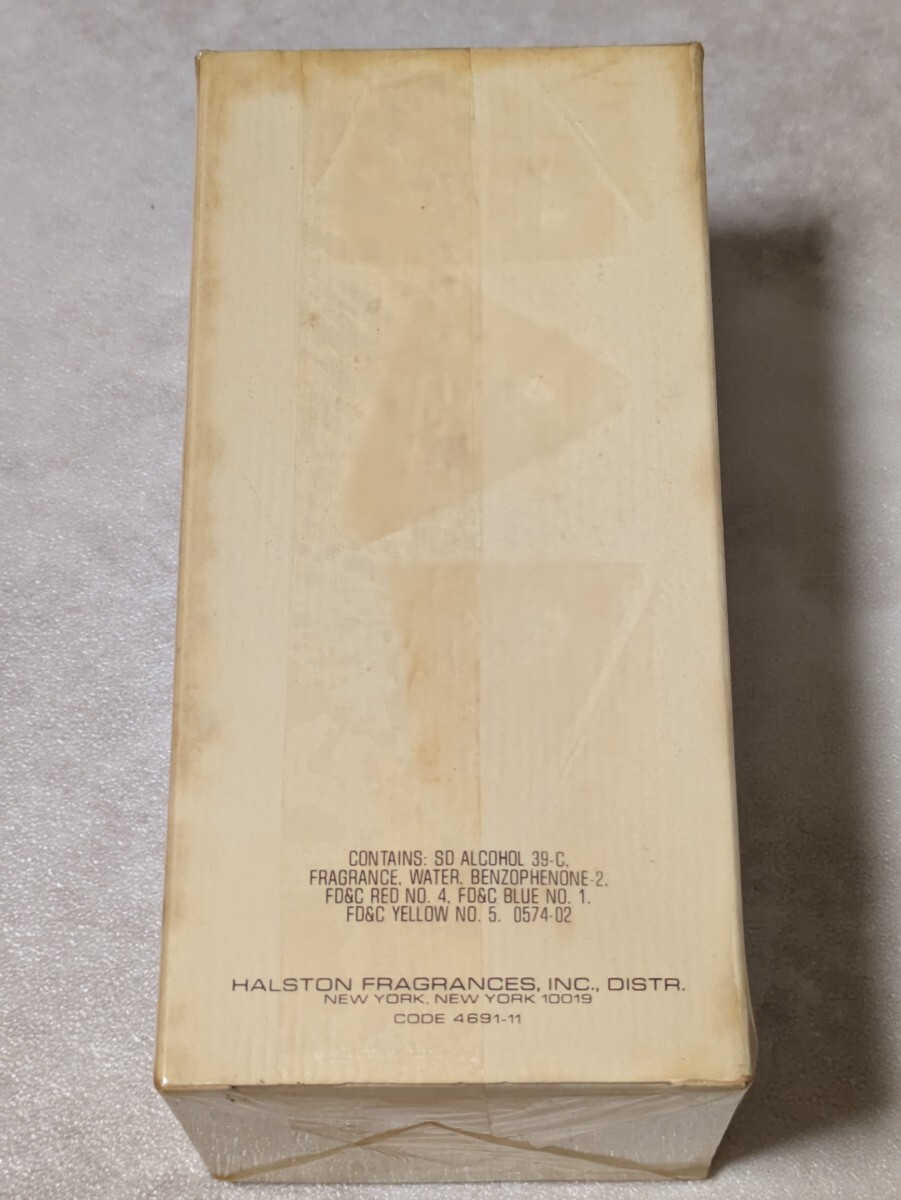 CONTAINS: SD ALCOHOL 39-C,
FRAGRANCE, WATER, BENZOPHENONE-2,
FD&C RED NO. 4, FD&C BLUE NO. 1,
FD&C YELLOW NO. 5. 0574-02
HALSTON FRAGRANCES, INC., DISTR.
NEW YORK, NEW YORK 10019
CODE 4691-11